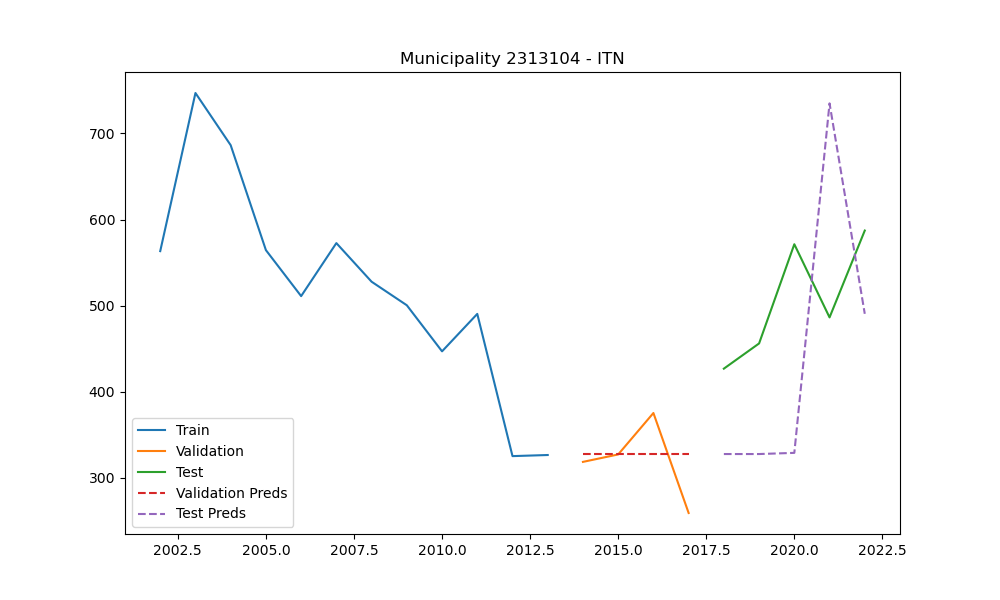 Municipality 2313104 - ITN
700
600
500
400
300
Train
Validation
Test
Validation Preds
Test Preds
2002.5 2005.0 2007.5 2010.0 2012.5 2015.0 2017.5 2020.0 2022.5